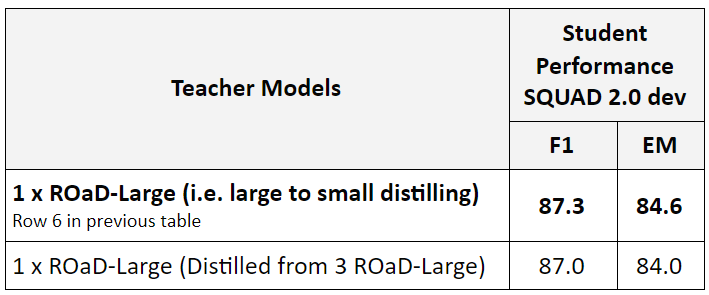 Teacher Models
Student
Performance
SQUAD 2.0 dev
F1
EM
1 x ROaD-Large (i.e. large to small distilling)
Row 6 in previous table
87.3
84.6
1 x ROaD-Large (Distilled from 3 ROaD-Large)
87.0
84.0